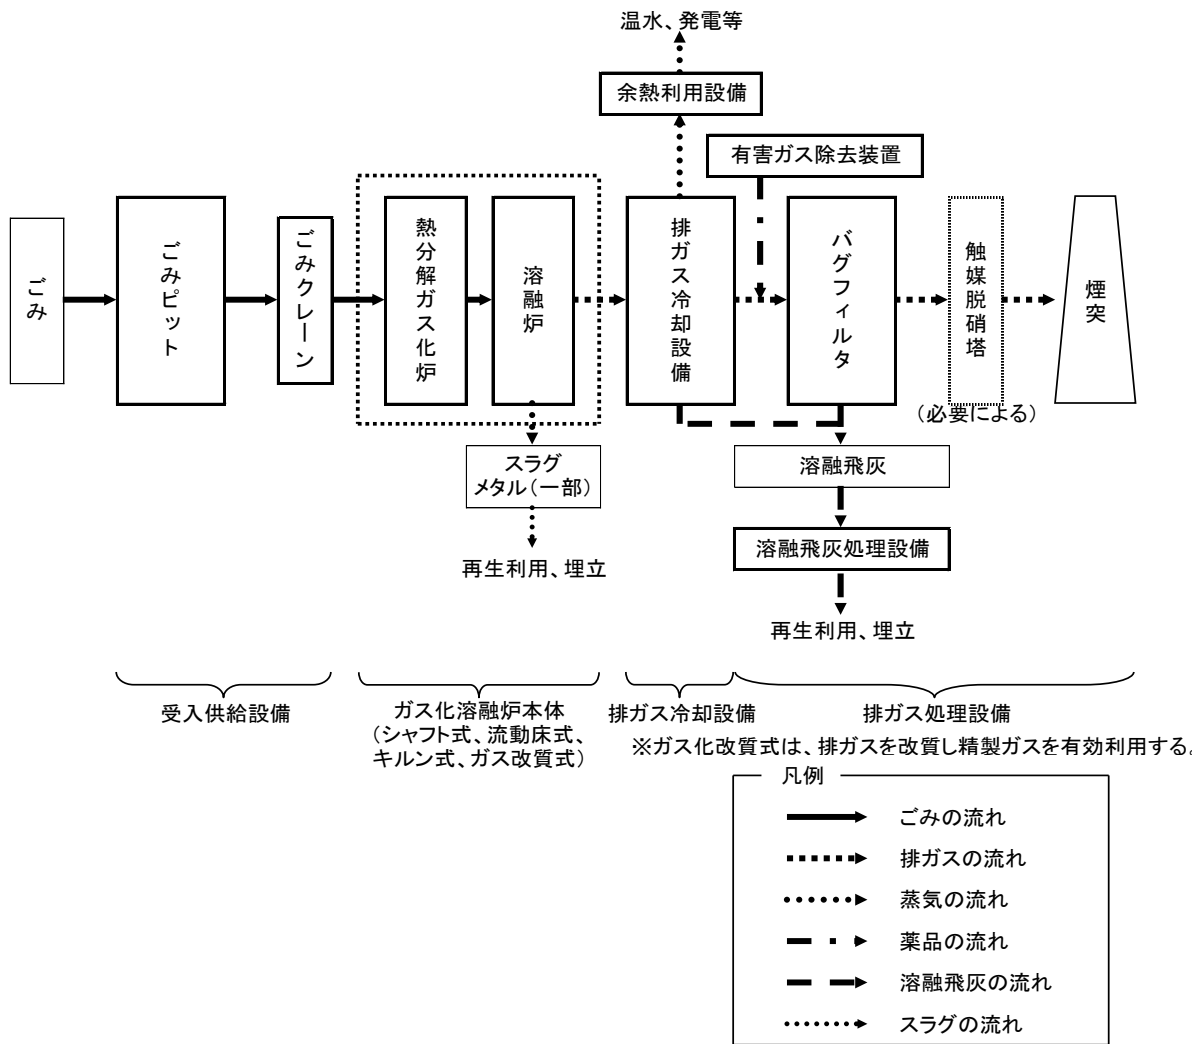 温水、発電等
余熱利用設備
有害ガス除去装置
ごみ
ごみピット
ごみクレーン
熱分解ガス化炉
溶融炉
排ガス冷却設備
バグフィルタ
触媒脱硝塔
煙突
(必要による)
スラグ
メタル(一部)
溶融飛灰
溶融飛灰処理設備
再生利用、埋立
再生利用、埋立
受入供給設備
ガス化溶融炉本体
(シャフト式、流動床式、
キルン式、ガス改質式)
排ガス冷却設備
排ガス処理設備
※ガス化改質式は、排ガスを改質し精製ガスを有効利用する。
凡例
ごみの流れ
排ガスの流れ
蒸気の流れ
薬品の流れ
溶融飛灰の流れ
スラグの流れ